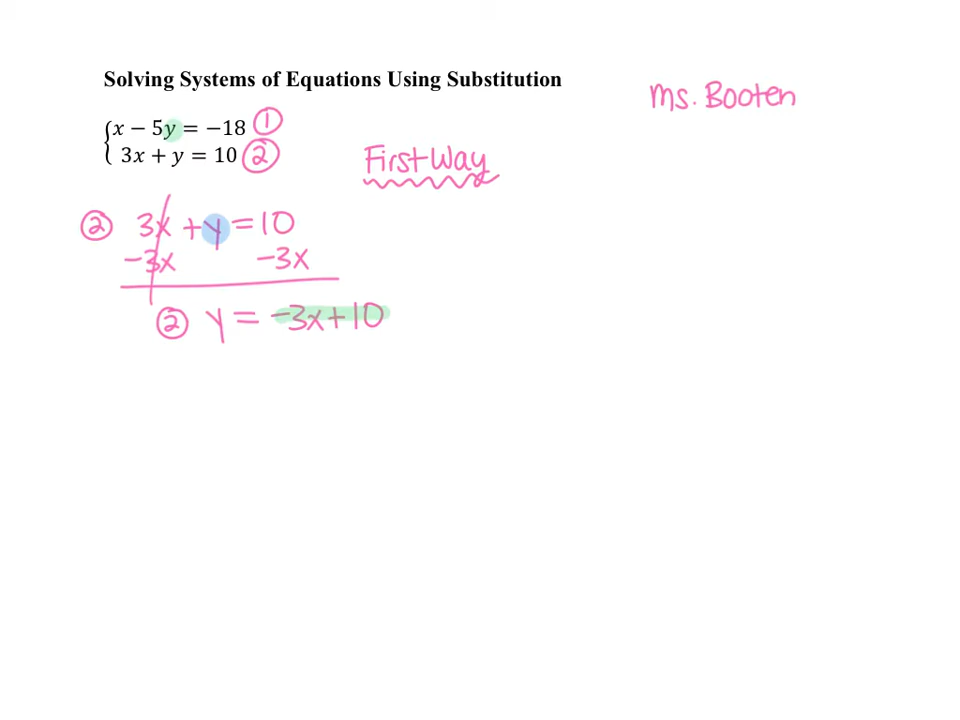 Solving Systems of Equations Using Substitution
Ms. Booten
x − 5y = −18 ①
3x + y = 10 ②
First Way
② 3x + y = 10
−3x −3x
② y = −3x + 10